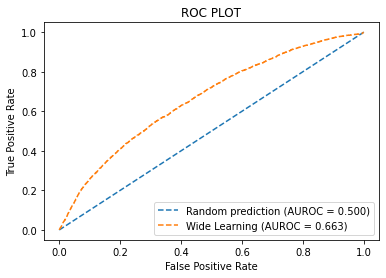 ROC PLOT
True Positive Rate
1.0
0.8
0.6
0.4
0.2
0.0
Random prediction (AUROC = 0.500)
Wide Learning (AUROC = 0.663)
0.0 0.2 0.4 0.6 0.8 1.0
False Positive Rate